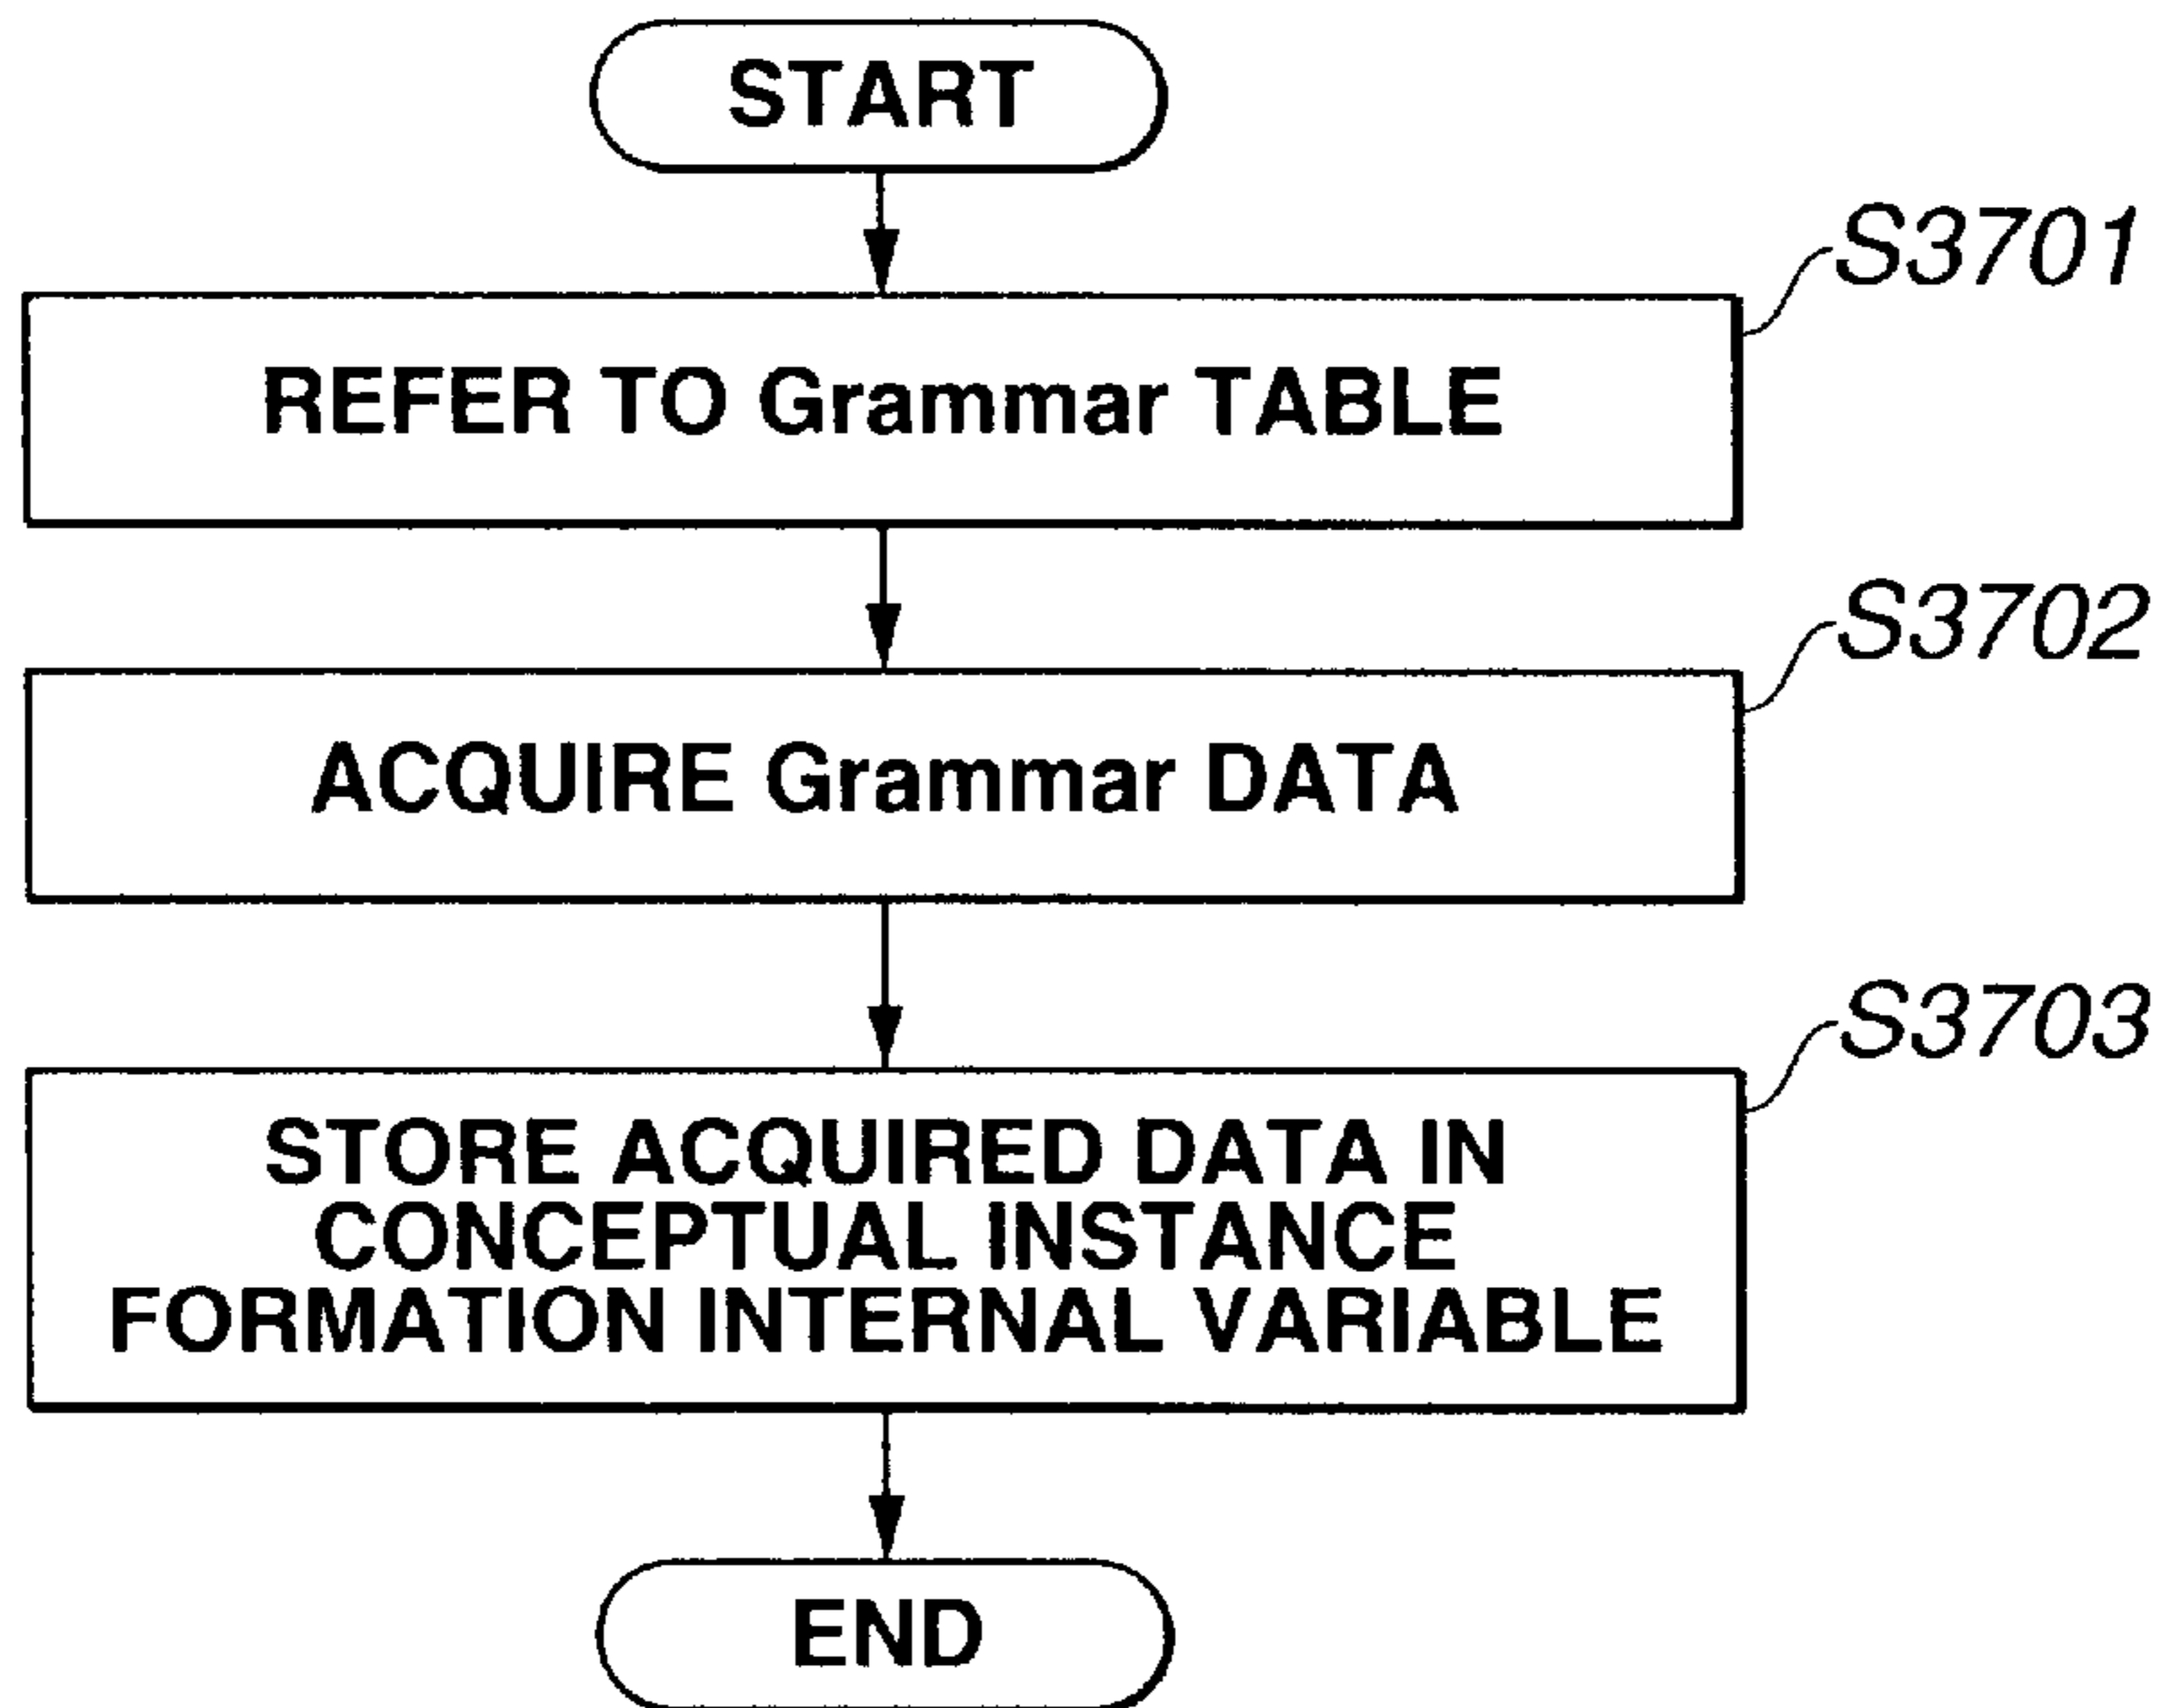 START
S3701
REFER TO Grammar TABLE
S3702
ACQUIRE Grammar DATA
S3703
STORE ACQUIRED DATA IN
CONCEPTUAL INSTANCE
FORMATION INTERNAL VARIABLE
END